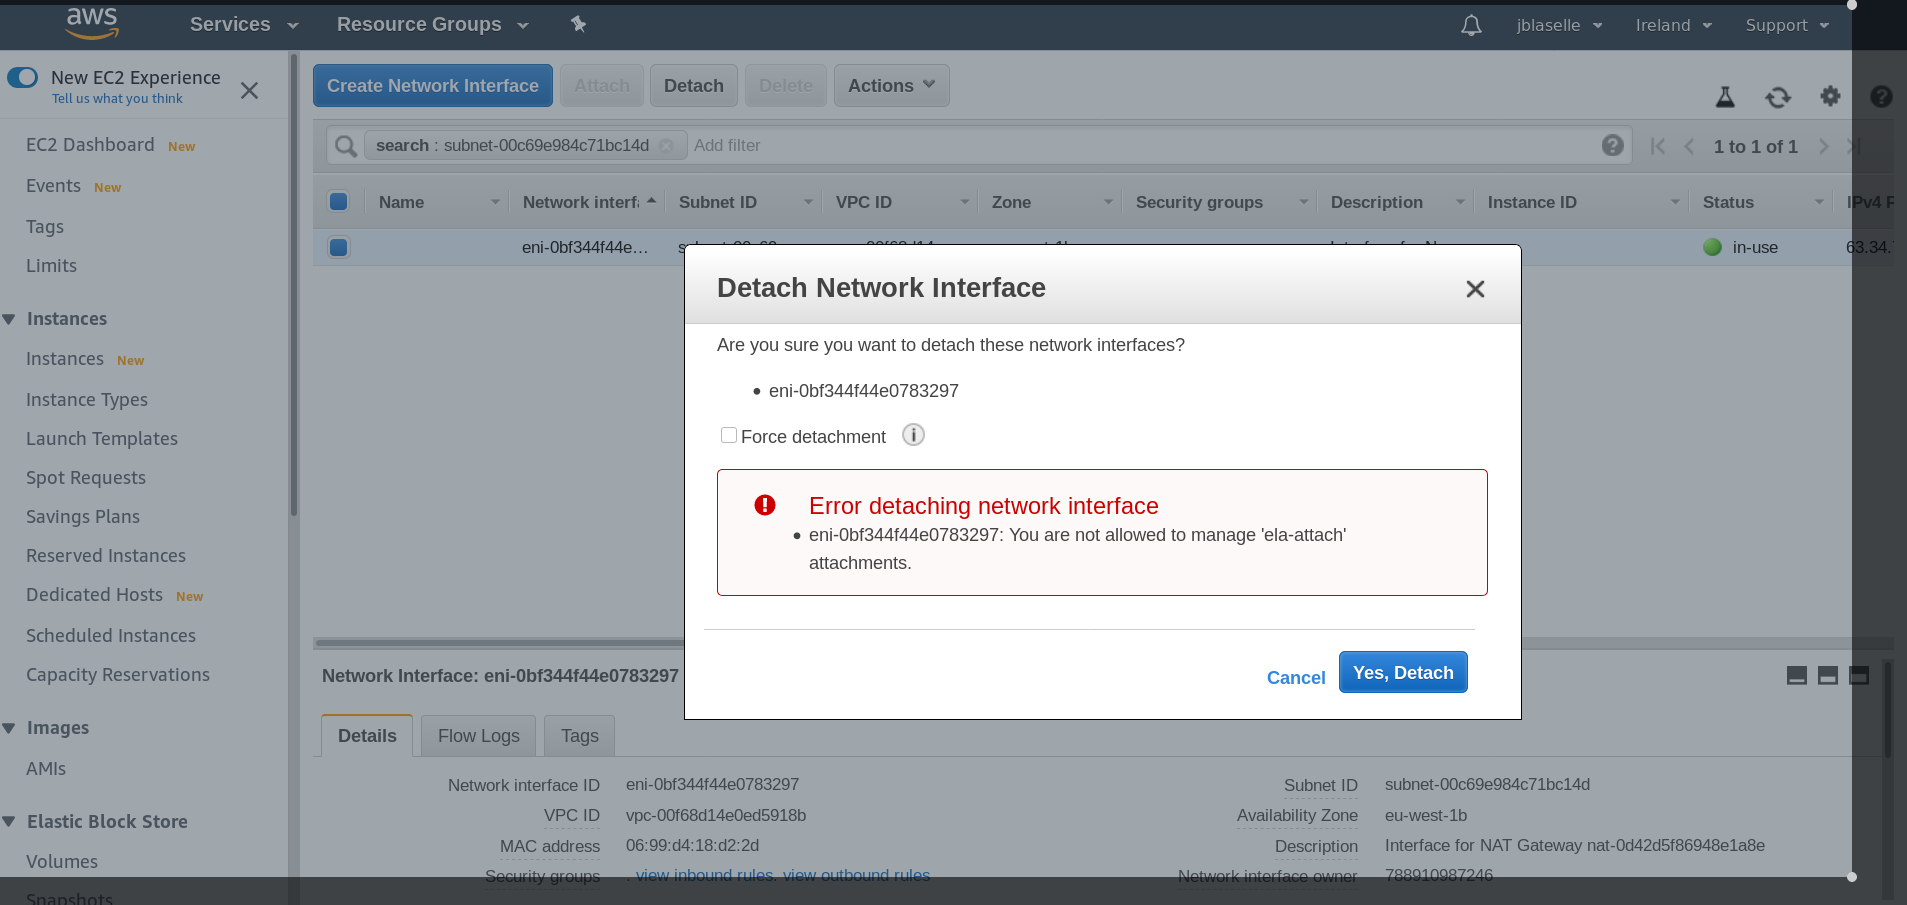 aws Services Resource Groups jblaselle Ireland Support
New EC2 Experience
Tell us what you think
EC2 Dashboard New
Events New
Tags
Limits
Instances
Instances New
Instance Types
Launch Templates
Spot Requests
Savings Plans
Reserved Instances
Dedicated Hosts New
Scheduled Instances
Capacity Reservations
Images
AMIs
Elastic Block Store
Volumes
Snapshots
Create Network Interface Attach Detach Delete Actions
search : subnet-00c69e984c71bc14d Add filter 1 to 1 of 1
Name Network interf Subnet ID VPC ID Zone Security groups Description Instance ID Status IPv4 P
eni-0bf344f44e... in-use 63.34.
Detach Network Interface
Are you sure you want to detach these network interfaces?
• eni-0bf344f44e0783297
Force detachment
Error detaching network interface
• eni-0bf344f44e0783297: You are not allowed to manage 'ela-attach'
attachments.
Cancel Yes, Detach
Network Interface: eni-0bf344f44e0783297
Details Flow Logs Tags
Network interface ID eni-0bf344f44e0783297 Subnet ID subnet-00c69e984c71bc14d
VPC ID vpc-00f68d14e0ed5918b Availability Zone eu-west-1b
MAC address 06:99:d4:18:d2:2d Description Interface for NAT Gateway nat-0d42d5f86948e1a8e
Security groups . view inbound rules. view outbound rules Network interface owner 788910987246